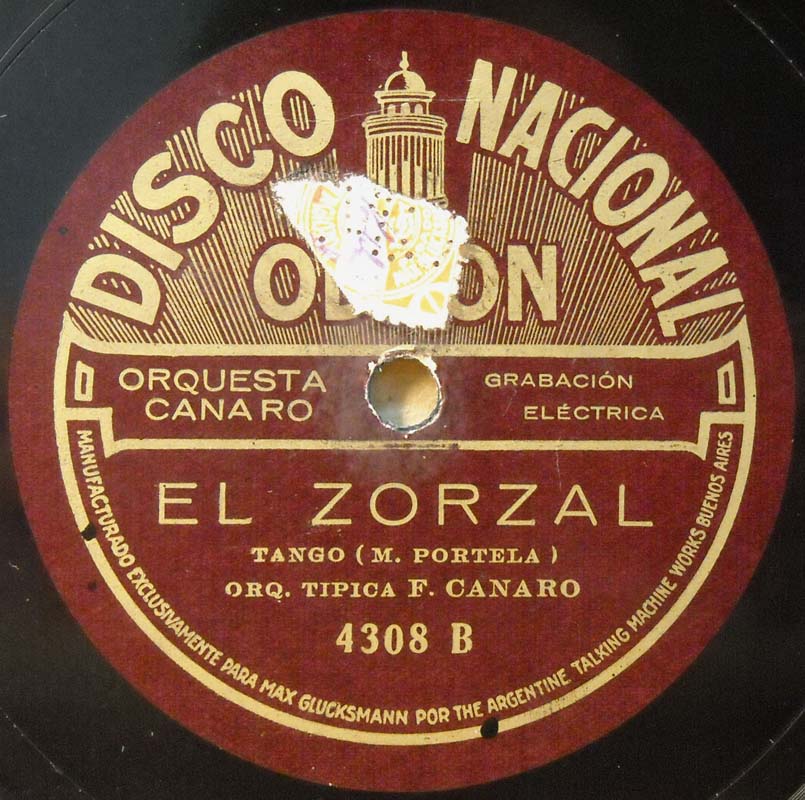 DISCO NACIONAL
ORQUESTA
CANARO
GRABACIÓN
ELÉCTRICA
EL ZORZAL
TANGO (M. PORTELA)
ORQ. TIPICA F. CANARO
4308 B
MANUFACTURADO EXCLUSIVAMENTE PARA MAX GLUCKSMANN POR THE ARGENTINE TALKING MACHINE WORKS BUENOS AIRES